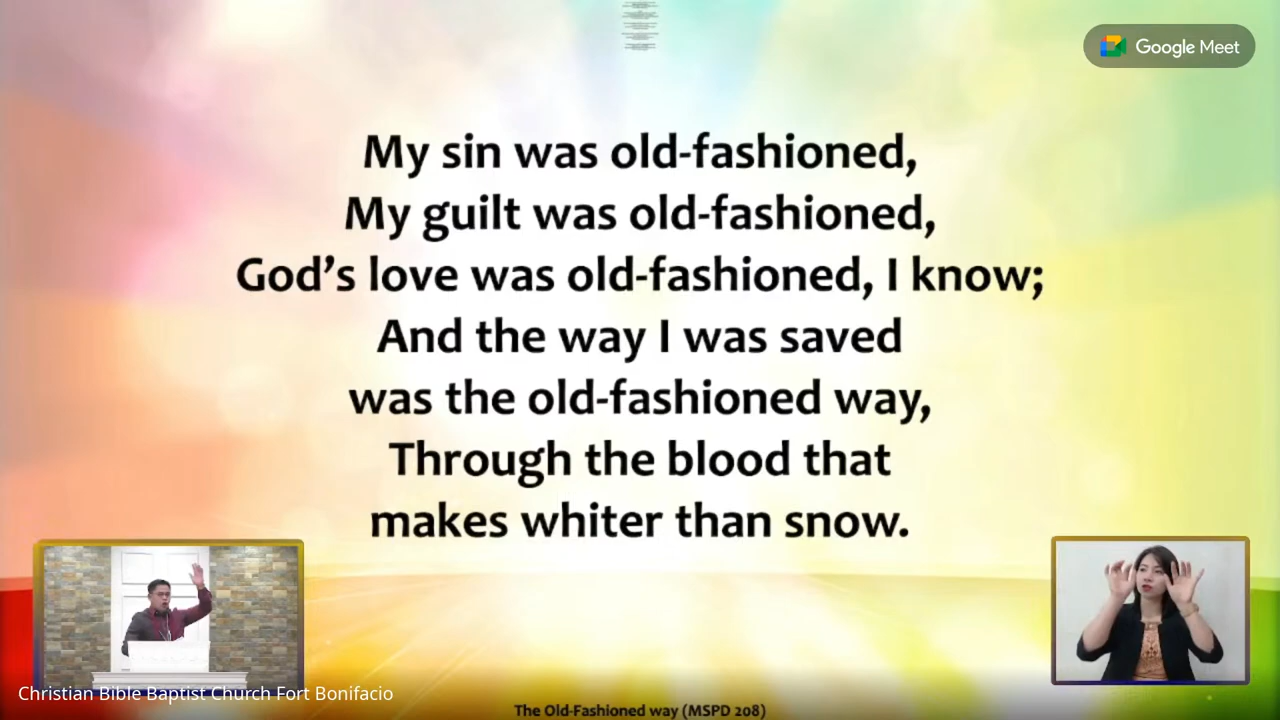 Google Meet
My sin was old-fashioned,
My guilt was old-fashioned,
God's love was old-fashioned, I know;
And the way I was saved
was the old-fashioned way,
Through the blood that
makes whiter than snow.
Christian Bible Baptist Church Fort Bonifacio
The Old-Fashioned way (MSPD 208)